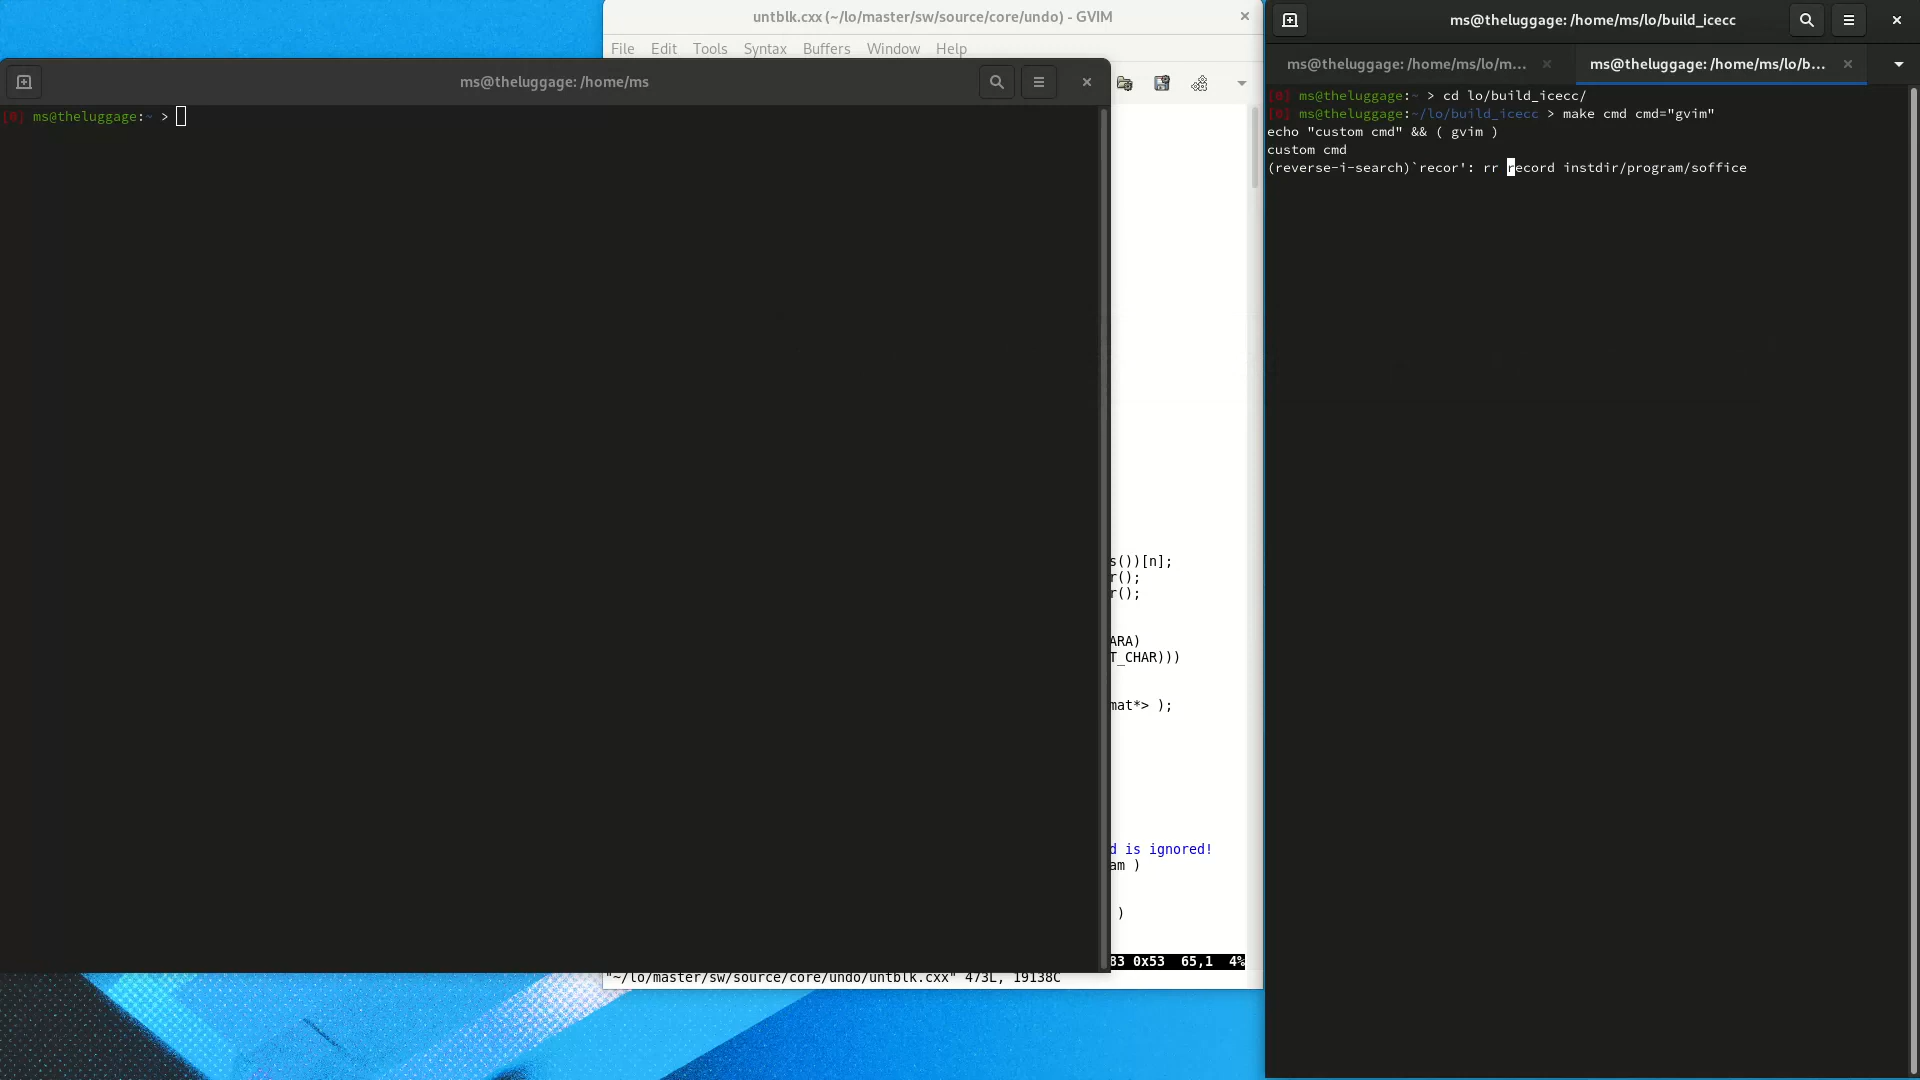 untblk.cxx (~/lo/master/sw/source/core/undo) - GVIM
File Edit Tools Syntax Buffers Window Help
ms@theluggage: /home/ms
[0] ms@theluggage:~ >
s())[n];
r();
r();
ARA)
T_CHAR)))
mat*> );
d is ignored!
am )
)
83 0x53 65,1 4%
"~/lo/master/sw/source/core/undo/untblk.cxx" 473L, 19138C
ms@theluggage: /home/ms/lo/build_icecc
ms@theluggage: /home/ms/lo/m...
ms@theluggage: /home/ms/lo/b...
[0] ms@theluggage:~ > cd lo/build_icecc/
[0] ms@theluggage:~/lo/build_icecc > make cmd cmd="gvim"
echo "custom cmd" && ( gvim )
custom cmd
(reverse-i-search)`recor': rr record instdir/program/soffice